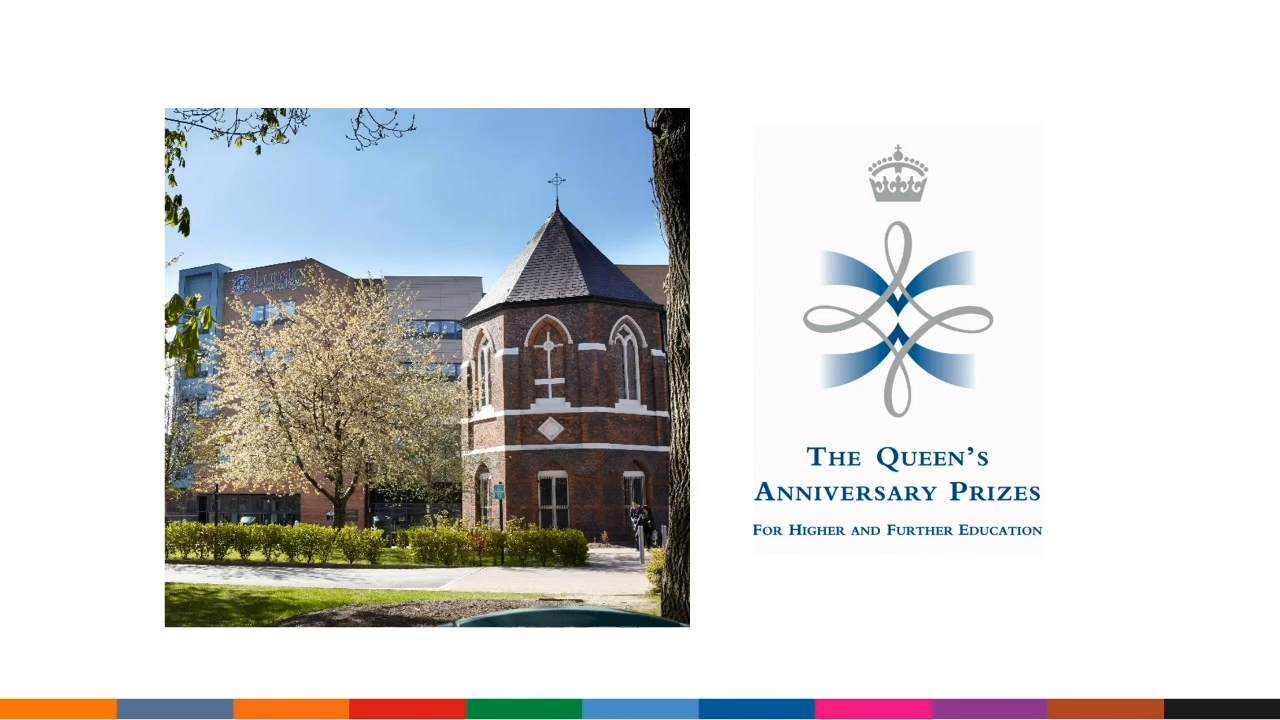 THE QUEEN'S
ANNIVERSARY PRIZES
FOR HIGHER AND FURTHER EDUCATION